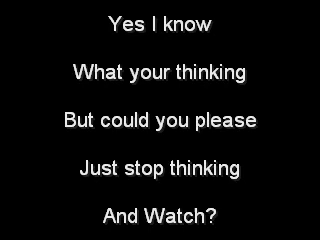 Yes I know
What your thinking
But could you please
Just stop thinking
And Watch?